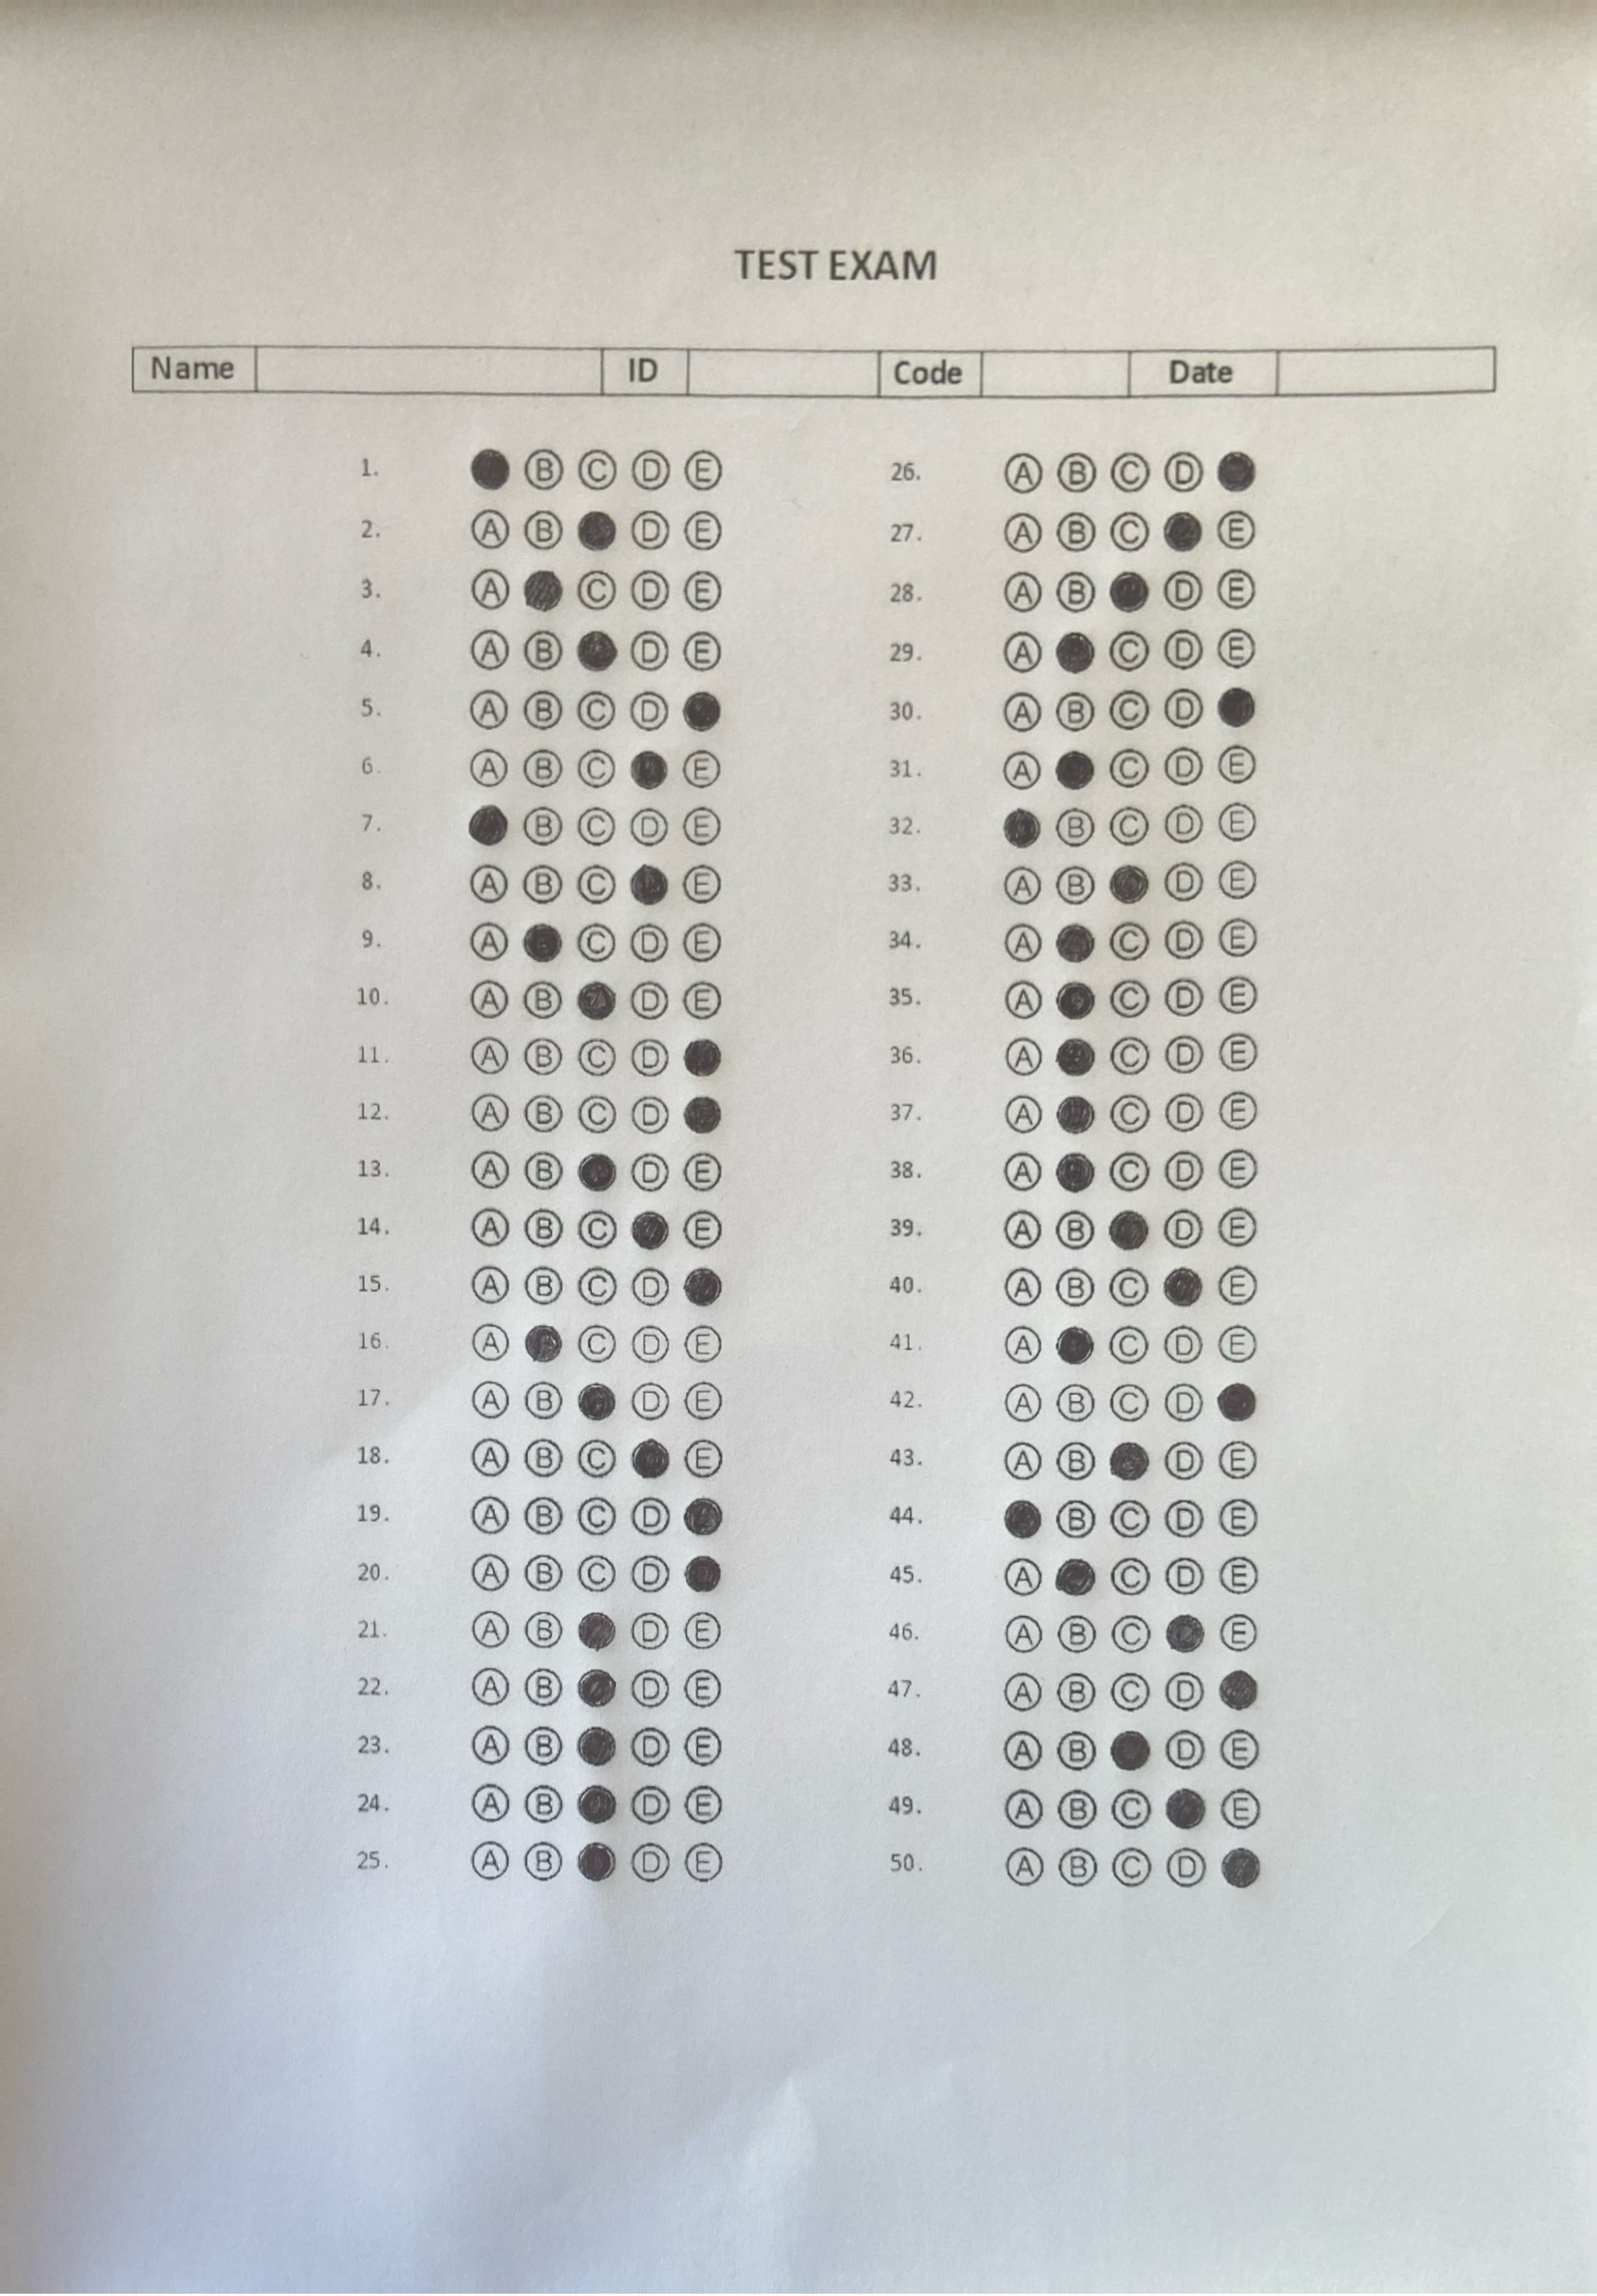 TEST EXAM
Name ID Code Date
1. B C D E
2. A B D E
3. A C D E
4. A B D E
5. A B C D
6. A B C E
7. B C D E
8. A B C E
9. A C D E
10. A B D E
11. A B C D
12. A B C D
13. A B D E
14. A B C E
15. A B C D
16. A C D E
17. A B D E
18. A B C E
19. A B C D
20. A B C D
21. A B D E
22. A B D E
23. A B D E
24. A B D E
25. A B D E
26. A B C D
27. A B C E
28. A B D E
29. A C D E
30. A B C D
31. A C D E
32. B C D E
33. A B D E
34. A C D E
35. A C D E
36. A C D E
37. A C D E
38. A C D E
39. A B D E
40. A B C E
41. A C D E
42. A B C D
43. A B D E
44. B C D E
45. A C D E
46. A B C E
47. A B C D
48. A B D E
49. A B C E
50. A B C D